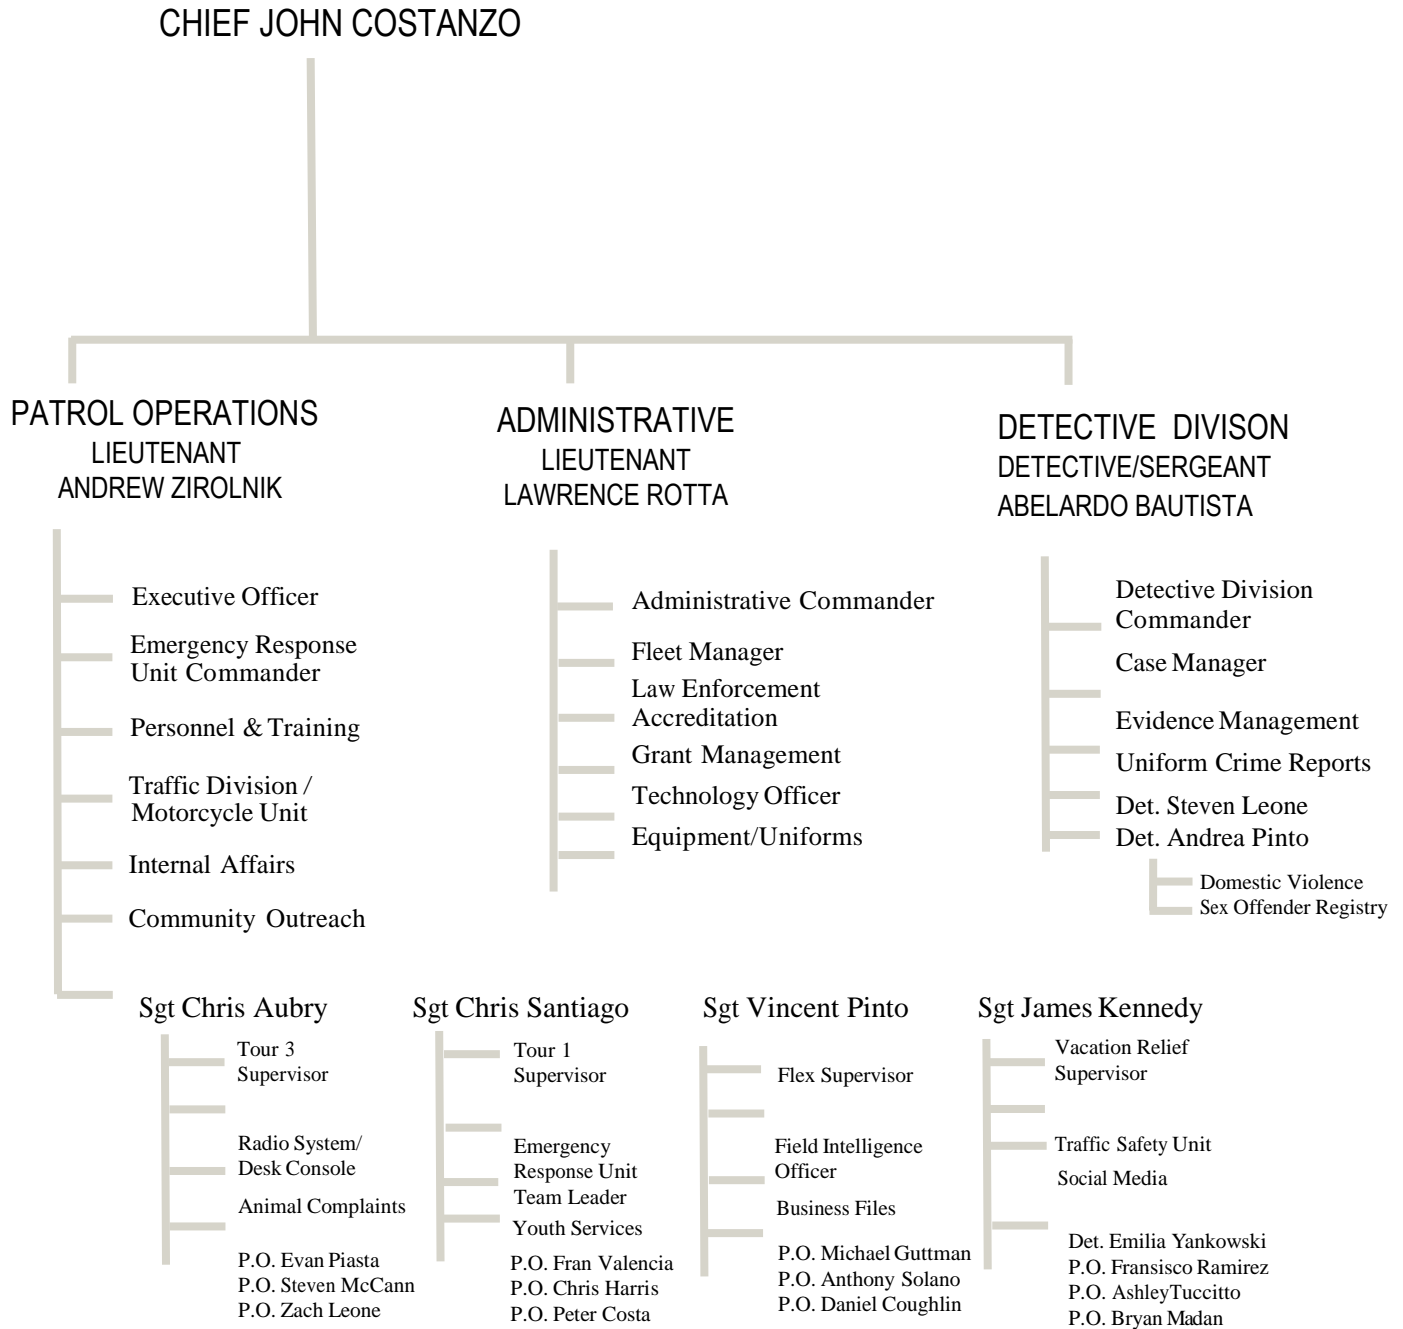 CHIEF JOHN COSTANZO
PATROL OPERATIONS
LIEUTENANT
ANDREW ZIROLNIK
Executive Officer
Emergency Response
Unit Commander
Personnel & Training
Traffic Division /
Motorcycle Unit
Internal Affairs
Community Outreach
ADMINISTRATIVE
LIEUTENANT
LAWRENCE ROTTA
Administrative Commander
Fleet Manager
Law Enforcement
Accreditation
Grant Management
Technology Officer
Equipment/Uniforms
DETECTIVE DIVISON
DETECTIVE/SERGEANT
ABELARDO BAUTISTA
Detective Division
Commander
Case Manager
Evidence Management
Uniform Crime Reports
Det. Steven Leone
Det. Andrea Pinto
Domestic Violence
Sex Offender Registry
Sgt Chris Aubry
Tour 3
Supervisor
Radio System/
Desk Console
Animal Complaints
P.O. Evan Piasta
P.O. Steven McCann
P.O. Zach Leone
Sgt Chris Santiago
Tour 1
Supervisor
Emergency
Response Unit
Team Leader
Youth Services
P.O. Fran Valencia
P.O. Chris Harris
P.O. Peter Costa
Sgt Vincent Pinto
Flex Supervisor
Field Intelligence
Officer
Business Files
P.O. Michael Guttman
P.O. Anthony Solano
P.O. Daniel Coughlin
Sgt James Kennedy
Vacation Relief
Supervisor
Traffic Safety Unit
Social Media
Det. Emilia Yankowski
P.O. Fransisco Ramirez
P.O. AshleyTuccitto
P.O. Bryan Madan